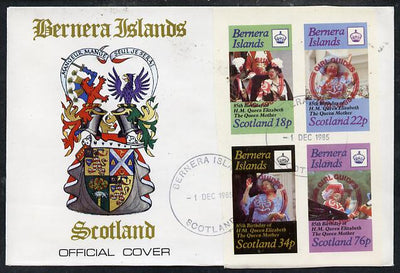 Bernera Islands
Scotland
OFFICIAL COVER
Bernera
Islands
85th Birthday of
H.M. Queen Elizabeth
The Queen Mother
Scotland 18p
Bernera
Islands
85th Birthday of
H.M. Queen Elizabeth
The Queen Mother
Scotland 22p
- 1 DEC 1985
BERNERA
- 1 DEC 1985
SCOTLAND
Bernera
Islands
85th Birthday of
H.M. Queen Elizabeth
The Queen Mother
Scotland 34p
Bernera
Islands
85th Birthday of
H.M. Queen Elizabeth
The Queen Mother
Scotland 76p